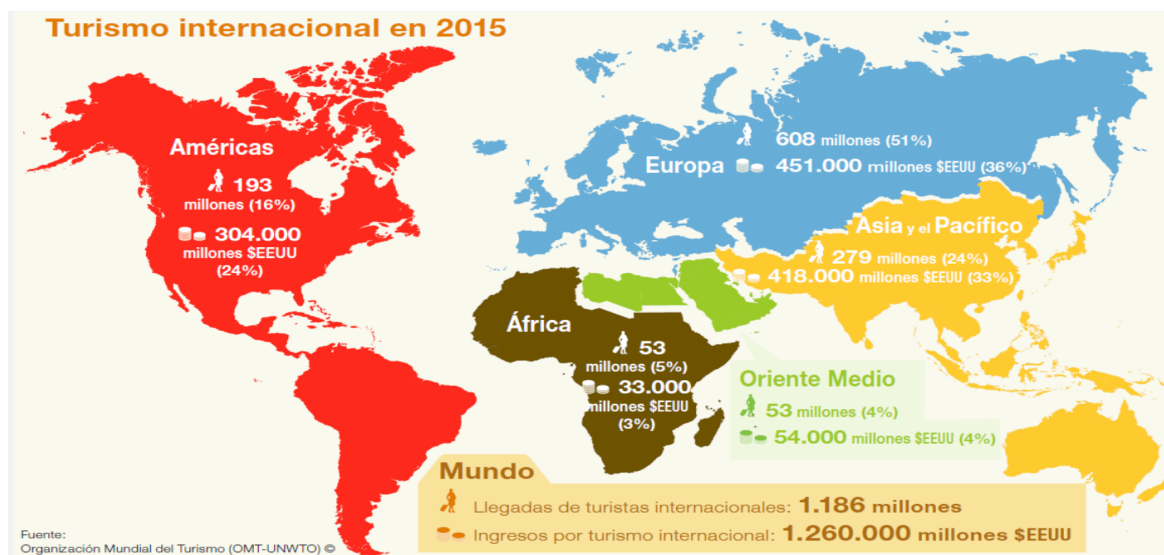 Turismo internacional en 2015
Américas
193
millones (16%)
304.000
millones $EEUU
(24%)
Europa
608 millones (51%)
451.000 millones $EEUU (36%)
Asia y el Pacífico
279 millones (24%)
418.000 millones $EEUU (33%)
África
53
millones (5%)
33.000
millones $EEUU
(3%)
Oriente Medio
53 millones (4%)
54.000 millones $EEUU (4%)
Mundo
Llegadas de turistas internacionales: 1.186 millones
Ingresos por turismo internacional: 1.260.000 millones $EEUU
Fuente:
Organización Mundial del Turismo (OMT-UNWTO) ©